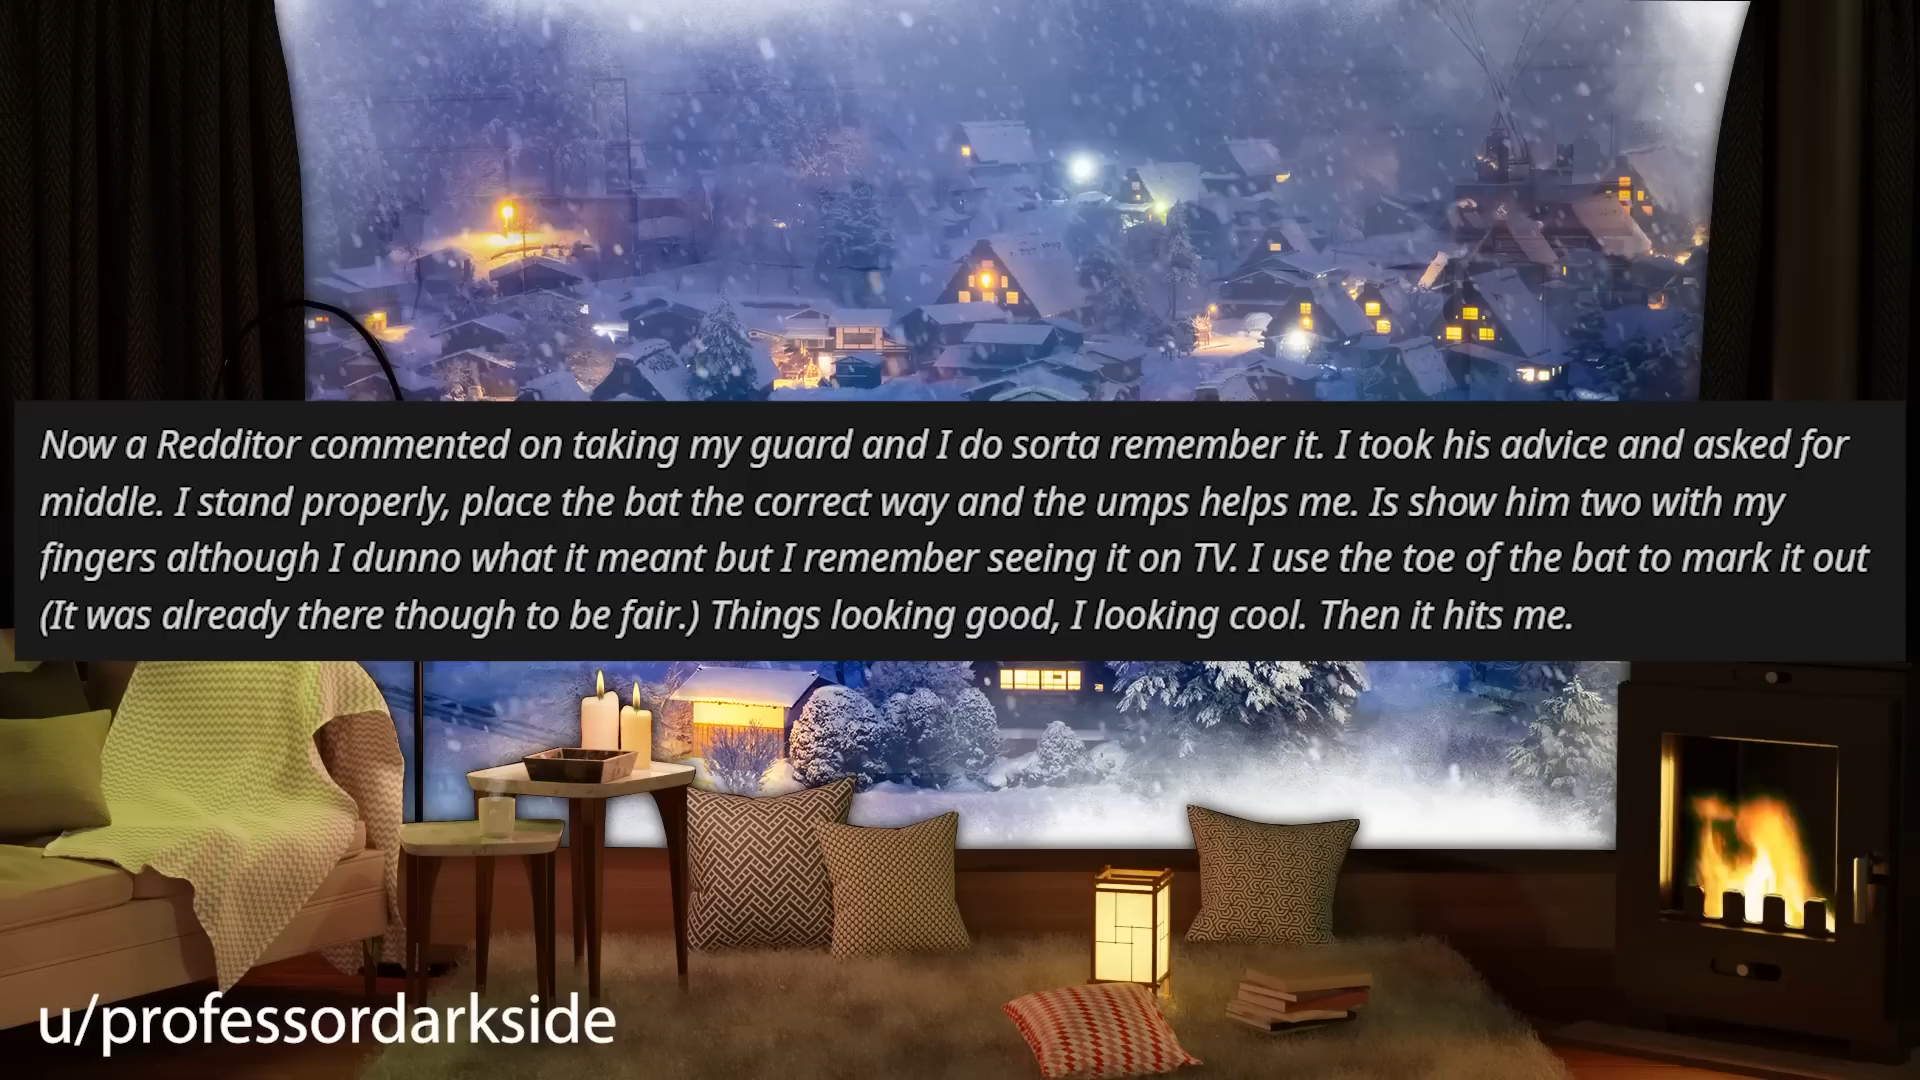 Now a Redditor commented on taking my guard and I do sorta remember it. I took his advice and asked for
middle. I stand properly, place the bat the correct way and the umps helps me. Is show him two with my
fingers although I dunno what it meant but I remember seeing it on TV. I use the toe of the bat to mark it out
(It was already there though to be fair.) Things looking good, I looking cool. Then it hits me.
u/professordarkside